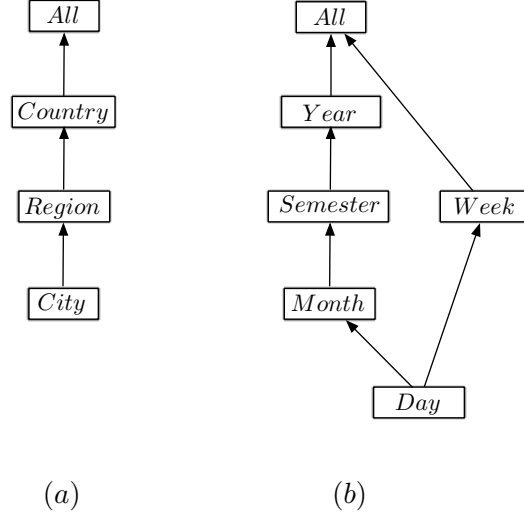 All
Country
Region
City
(a)
All
Year
Semester
Week
Month
Day
(b)